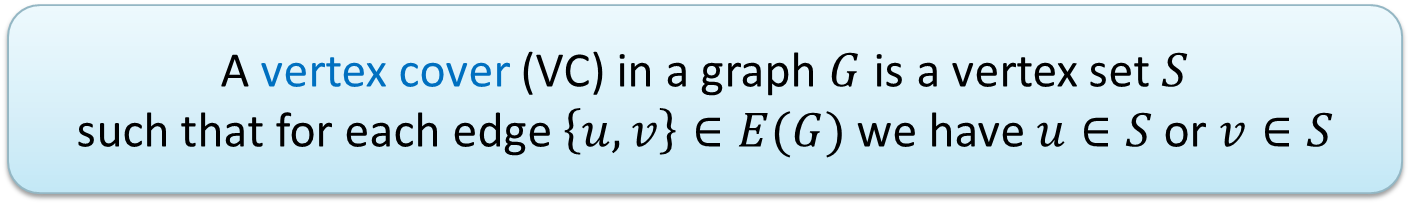 A vertex cover (VC) in a graph 𝐺 is a vertex set 𝑆
such that for each edge {𝑢, 𝑣} ∈ 𝐸(𝐺) we have 𝑢 ∈ 𝑆 or 𝑣 ∈ 𝑆